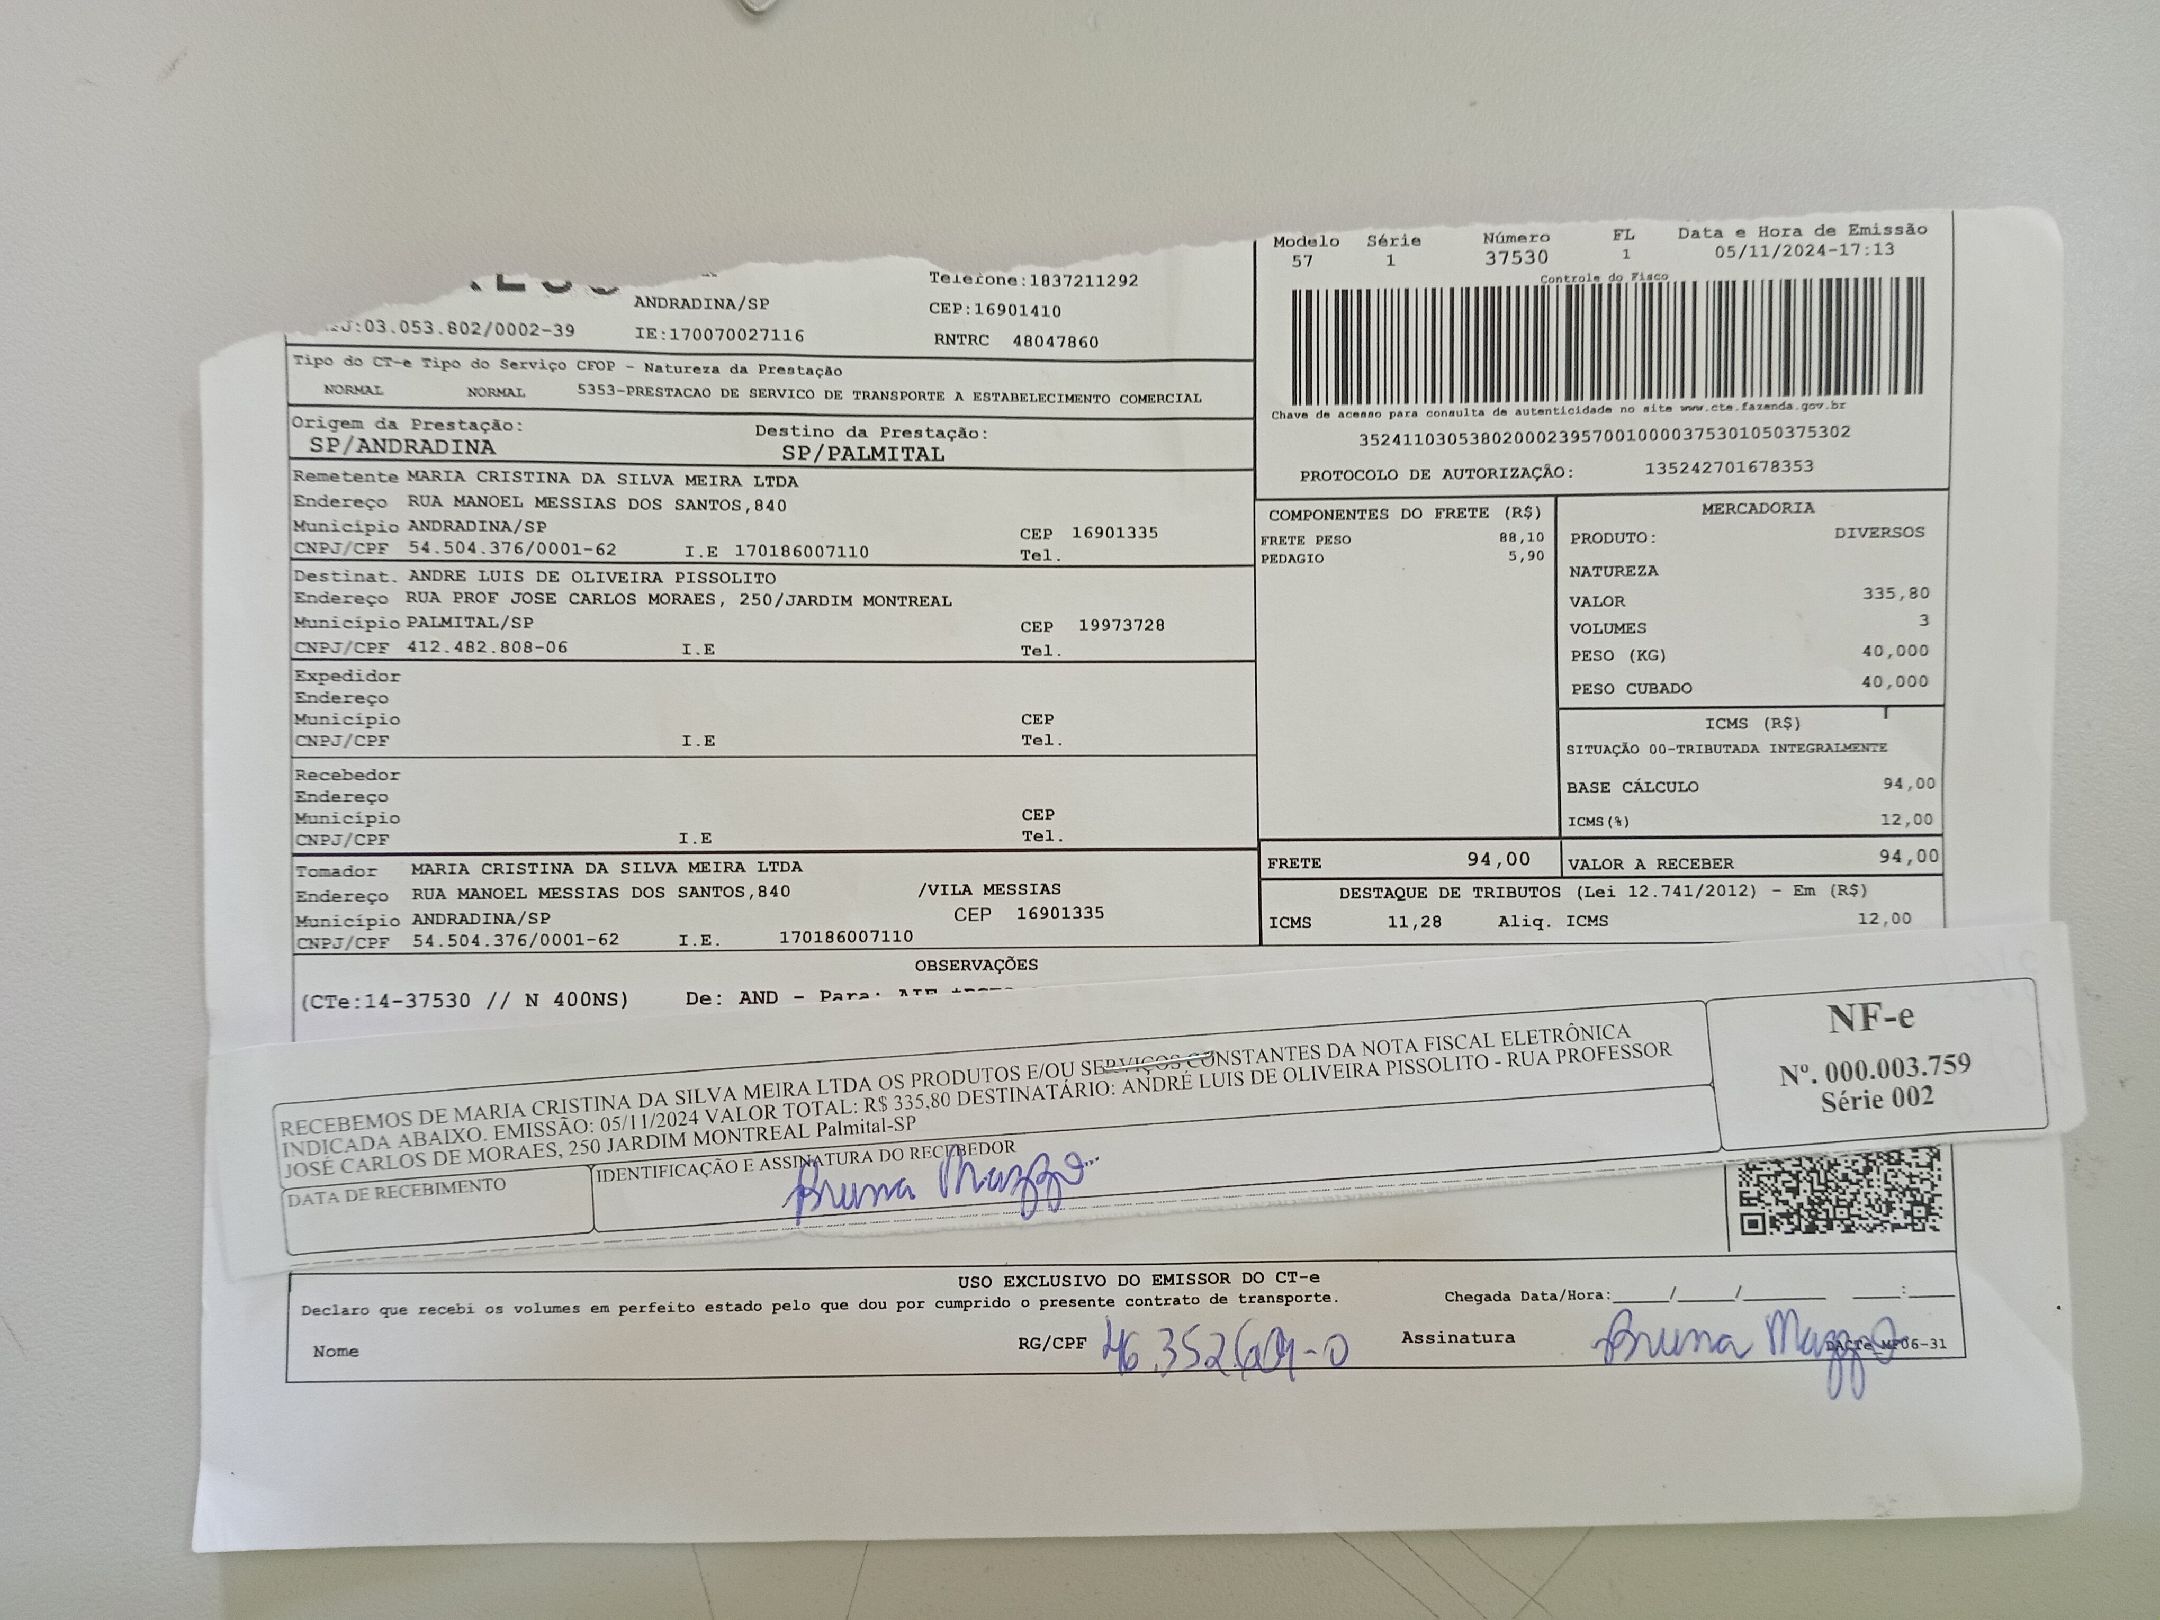 Modelo Série Número FL Data e Hora de Emissão
57 1 37530 1 05/11/2024-17:13
Controle do Fisco
Telefone:1837211292
ANDRADINA/SP CEP:16901410
:03.053.802/0002-39 IE:170070027116 RNTRC 48047860
Tipo do CT-e Tipo do Serviço CFOP - Natureza da Prestação
NORMAL NORMAL 5353-PRESTACAO DE SERVICO DE TRANSPORTE A ESTABELECIMENTO COMERCIAL
Chave de acesso para consulta de autenticidade no site www.cte.fazenda.gov.br
35241103053802000239570010000375301050375302
PROTOCOLO DE AUTORIZAÇÃO: 135242701678353
Origem da Prestação: Destino da Prestação:
SP/ANDRADINA SP/PALMITAL
Remetente MARIA CRISTINA DA SILVA MEIRA LTDA
Endereço RUA MANOEL MESSIAS DOS SANTOS,840
Município ANDRADINA/SP CEP 16901335
CNPJ/CPF 54.504.376/0001-62 I.E 170186007110 Tel.
Destinat. ANDRE LUIS DE OLIVEIRA PISSOLITO
Endereço RUA PROF JOSE CARLOS MORAES, 250/JARDIM MONTREAL
Município PALMITAL/SP CEP 19973728
CNPJ/CPF 412.482.808-06 I.E Tel.
Expedidor
Endereço
Município CEP
CNPJ/CPF I.E Tel.
Recebedor
Endereço
Município CEP
CNPJ/CPF I.E Tel.
Tomador MARIA CRISTINA DA SILVA MEIRA LTDA
Endereço RUA MANOEL MESSIAS DOS SANTOS,840 /VILA MESSIAS
Município ANDRADINA/SP CEP 16901335
CNPJ/CPF 54.504.376/0001-62 I.E. 170186007110
COMPONENTES DO FRETE (R$)
FRETE PESO 88,10
PEDAGIO 5,90
MERCADORIA
PRODUTO: DIVERSOS
NATUREZA
VALOR 335,80
VOLUMES 3
PESO (KG) 40,000
PESO CUBADO 40,000
ICMS (R$)
SITUAÇÃO 00-TRIBUTADA INTEGRALMENTE
BASE CÁLCULO 94,00
ICMS(%) 12,00
FRETE 94,00 VALOR A RECEBER 94,00
DESTAQUE DE TRIBUTOS (Lei 12.741/2012) - Em (R$)
ICMS 11,28 Aliq. ICMS 12,00
OBSERVAÇÕES
(CTe:14-37530 // N 400NS) De: AND - Para:
RECEBEMOS DE MARIA CRISTINA DA SILVA MEIRA LTDA OS PRODUTOS E/OU SERVIÇOS CONSTANTES DA NOTA FISCAL ELETRÔNICA
INDICADA ABAIXO. EMISSÃO: 05/11/2024 VALOR TOTAL: R$ 335,80 DESTINATÁRIO: ANDRÉ LUIS DE OLIVEIRA PISSOLITO - RUA PROFESSOR
JOSÉ CARLOS DE MORAES, 250 JARDIM MONTREAL Palmital-SP
DATA DE RECEBIMENTO IDENTIFICAÇÃO E ASSINATURA DO RECEBEDOR
Bruna Mazzo
NF-e
Nº. 000.003.759
Série 002
USO EXCLUSIVO DO EMISSOR DO CT-e
Declaro que recebi os volumes em perfeito estado pelo que dou por cumprido o presente contrato de transporte. Chegada Data/Hora:____/____/______ ___:___
Nome RG/CPF 46.352.609-0 Assinatura Bruna Mazzo
DACTe_MP06-31